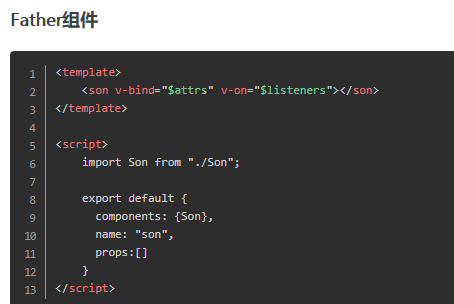 Father组件
1 <template>
2     <son v-bind="$attrs" v-on="$listeners"></son>
3 </template>
4
5 <script>
6     import Son from "./Son";
7
8     export default {
9       components: {Son},
10       name: "son",
11       props:[]
12     }
13 </script>